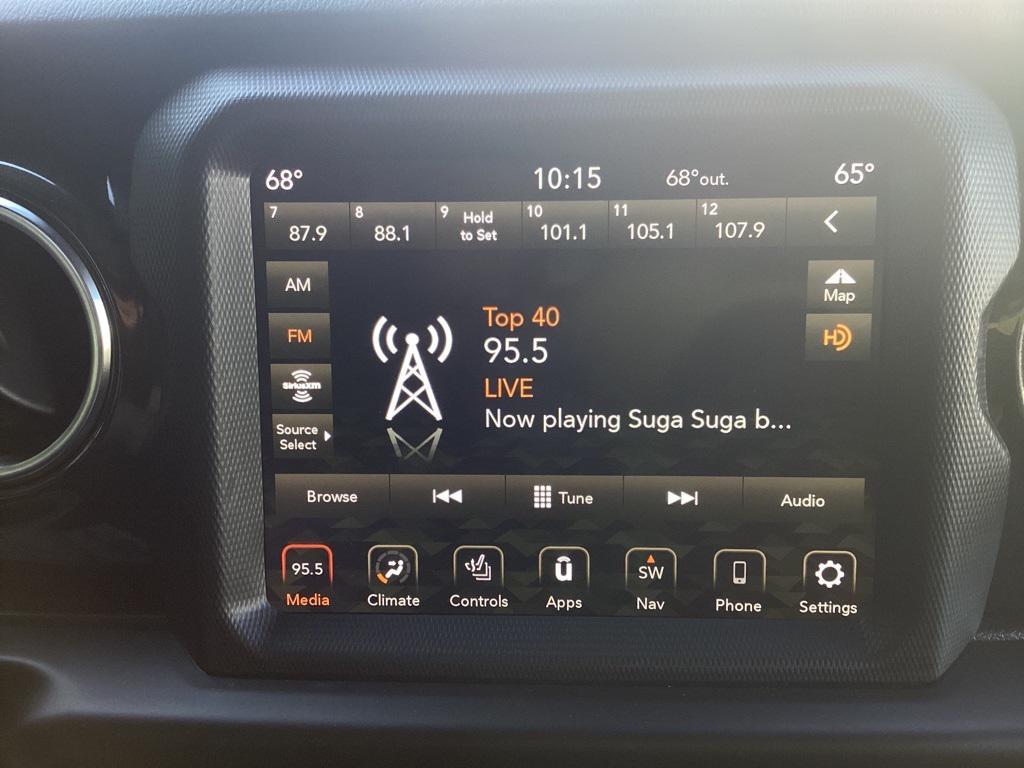 68° 10:15 68°out. 65°
7 87.9
8 88.1
9 Hold
to Set
10 101.1
11 105.1
12 107.9
AM
FM
SiriusXM
Source
Select
Top 40
95.5
LIVE
Now playing Suga Suga b...
Map
HD
Browse Tune Audio
95.5
Media
Climate
Controls
û
Apps
SW
Nav
Phone
Settings